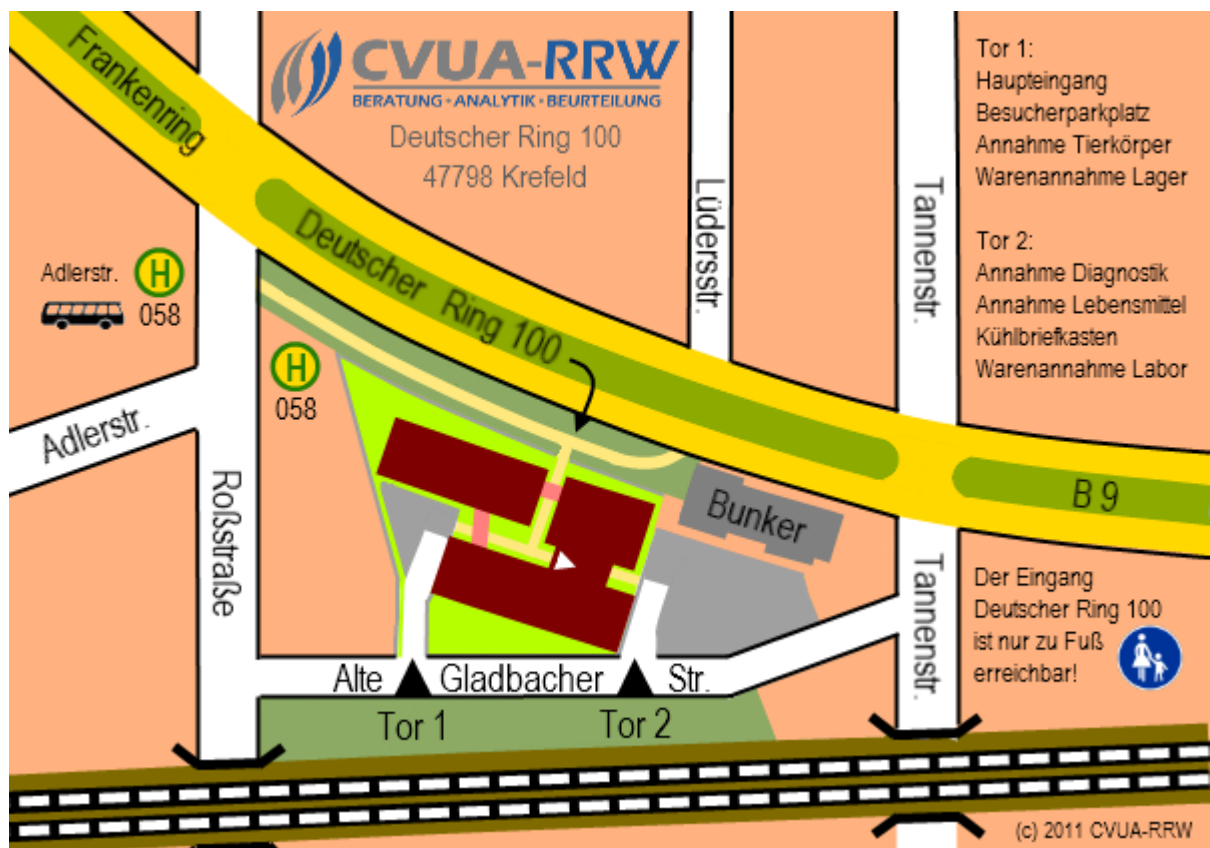 Frankenring
CVUA-RRW
BERATUNG·ANALYTIK·BEURTEILUNG
Deutscher Ring 100
47798 Krefeld
Tor 1:
Haupteingang
Besucherparkplatz
Annahme Tierkörper
Warenannahme Lager
Tor 2:
Annahme Diagnostik
Annahme Lebensmittel
Kühlbriefkasten
Warenannahme Labor
Lüdersstr.
Tannenstr.
Deutscher Ring 100
Adlerstr.
H
058
H
058
Adlerstr.
Roßstraße
Bunker
B 9
Tannenstr.
Der Eingang
Deutscher Ring 100
ist nur zu Fuß
erreichbar!
Alte Gladbacher Str.
Tor 1
Tor 2
(c) 2011 CVUA-RRW